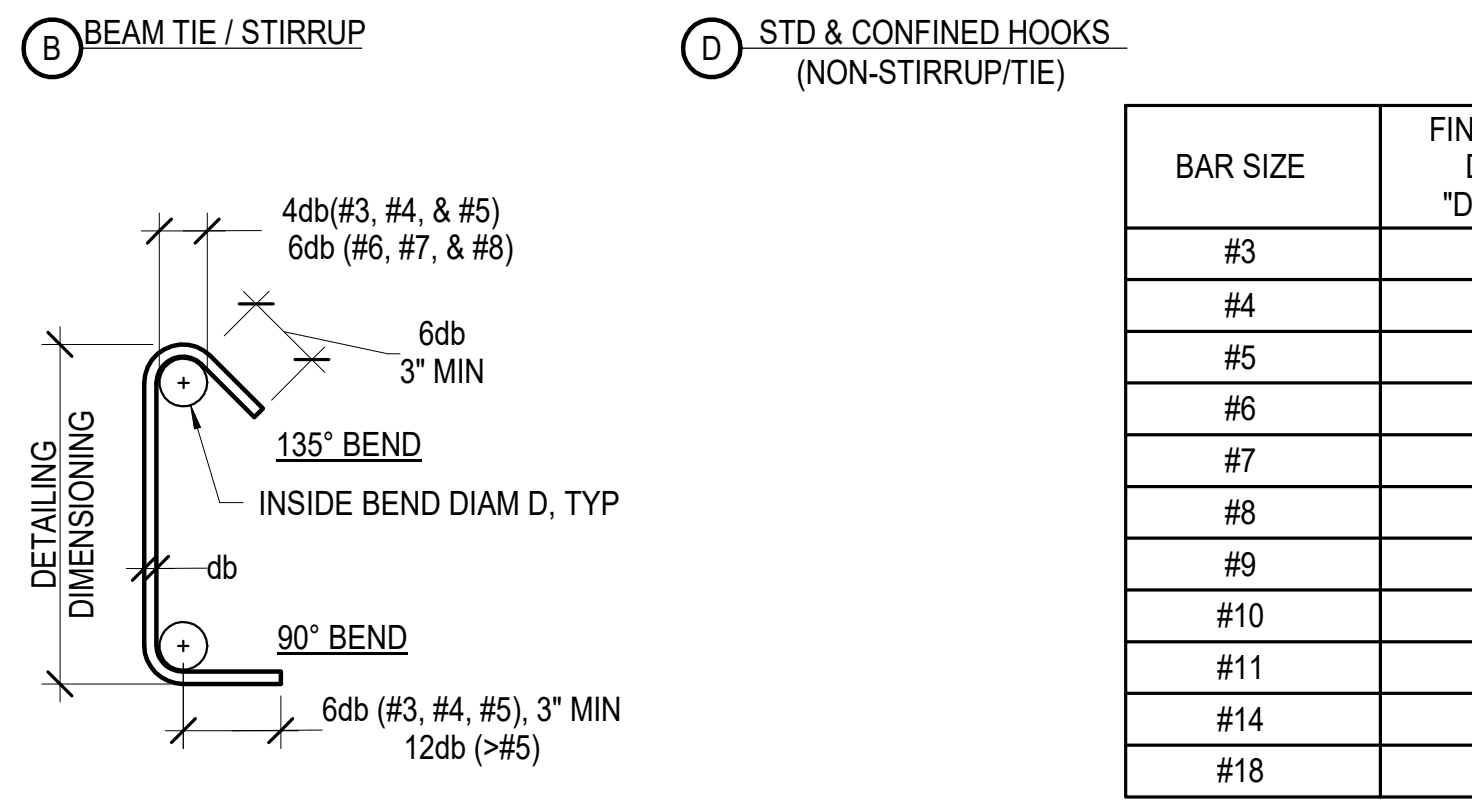 B
BEAM TIE / STIRRUP
D
STD & CONFINED HOOKS
(NON-STIRRUP/TIE)
4db(#3, #4, & #5)
6db (#6, #7, & #8)
6db
3" MIN
135° BEND
INSIDE BEND DIAM D, TYP
DETAILING
DIMENSIONING
db
90° BEND
6db (#3, #4, #5), 3" MIN
12db (>#5)
BAR SIZE
#3
#4
#5
#6
#7
#8
#9
#10
#11
#14
#18